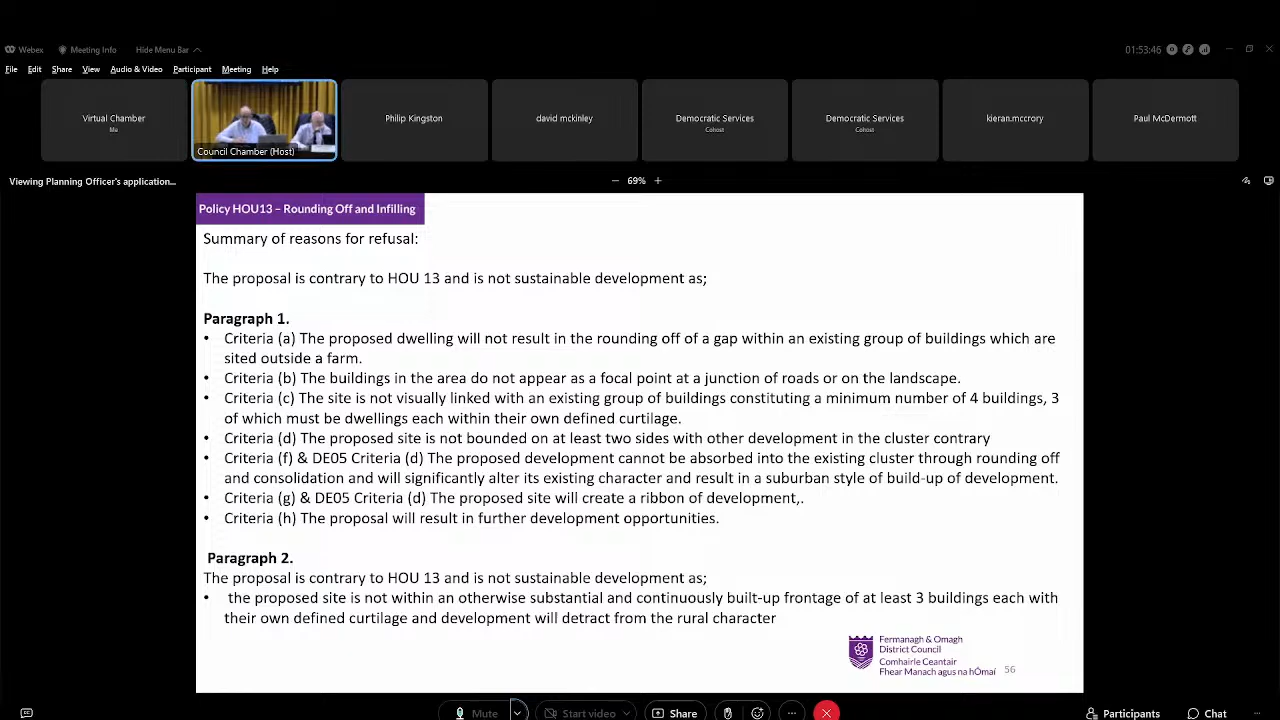 Webex Meeting Info Hide Menu Bar 01:53:46
File Edit Share View Audio & Video Participant Meeting Help
Virtual Chamber
Me
Council Chamber (Host)
Philip Kingston
david mckinley
Democratic Services
Cohost
Democratic Services
Cohost
kieran.mccrory
Paul McDermott
Viewing Planning Officer's application...
− 69% +
Policy HOU13 – Rounding Off and Infilling
Summary of reasons for refusal:
The proposal is contrary to HOU 13 and is not sustainable development as;
Paragraph 1.
• Criteria (a) The proposed dwelling will not result in the rounding off of a gap within an existing group of buildings which are
sited outside a farm.
• Criteria (b) The buildings in the area do not appear as a focal point at a junction of roads or on the landscape.
• Criteria (c) The site is not visually linked with an existing group of buildings constituting a minimum number of 4 buildings, 3
of which must be dwellings each within their own defined curtilage.
• Criteria (d) The proposed site is not bounded on at least two sides with other development in the cluster contrary
• Criteria (f) & DE05 Criteria (d) The proposed development cannot be absorbed into the existing cluster through rounding off
and consolidation and will significantly alter its existing character and result in a suburban style of build-up of development.
• Criteria (g) & DE05 Criteria (d) The proposed site will create a ribbon of development,.
• Criteria (h) The proposal will result in further development opportunities.
Paragraph 2.
The proposal is contrary to HOU 13 and is not sustainable development as;
• the proposed site is not within an otherwise substantial and continuously built-up frontage of at least 3 buildings each with
their own defined curtilage and development will detract from the rural character
Fermanagh & Omagh
District Council
Comhairle Ceantair
Fhear Manach agus na hÓmaí
56
Mute Start video Share Participants Chat